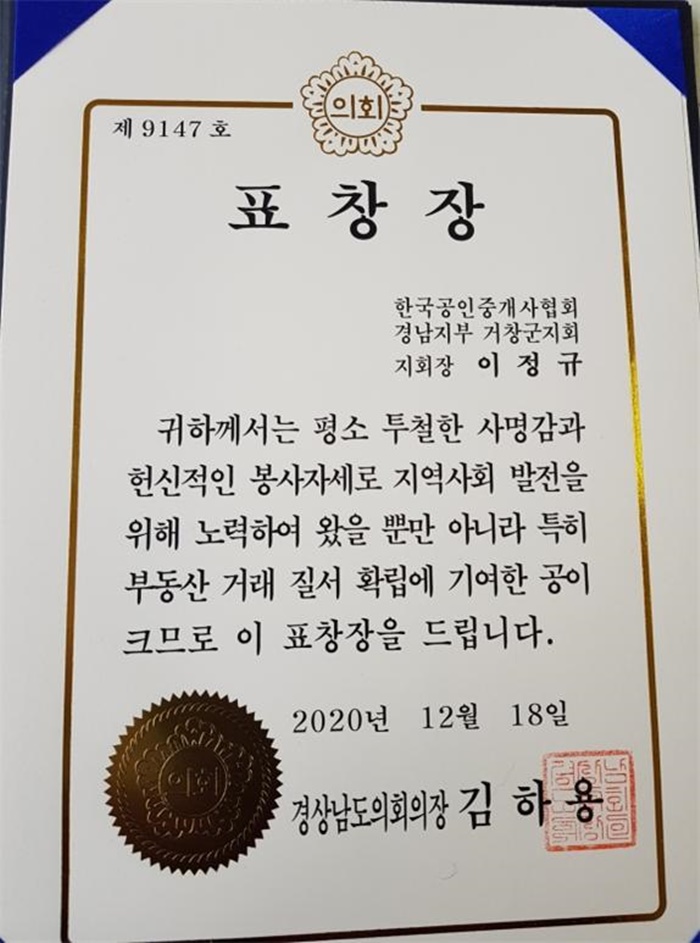 의회
제 9147 호
표 창 장
한국공인중개사협회
경남지부 거창군지회
지회장 이 정 규
귀하께서는 평소 투철한 사명감과
헌신적인 봉사자세로 지역사회 발전을
위해 노력하여 왔을 뿐만 아니라 특히
부동산 거래 질서 확립에 기여한 공이
크므로 이 표창장을 드립니다.
2020년 12월 18일
의회
경상남도의회의장 김 하 용